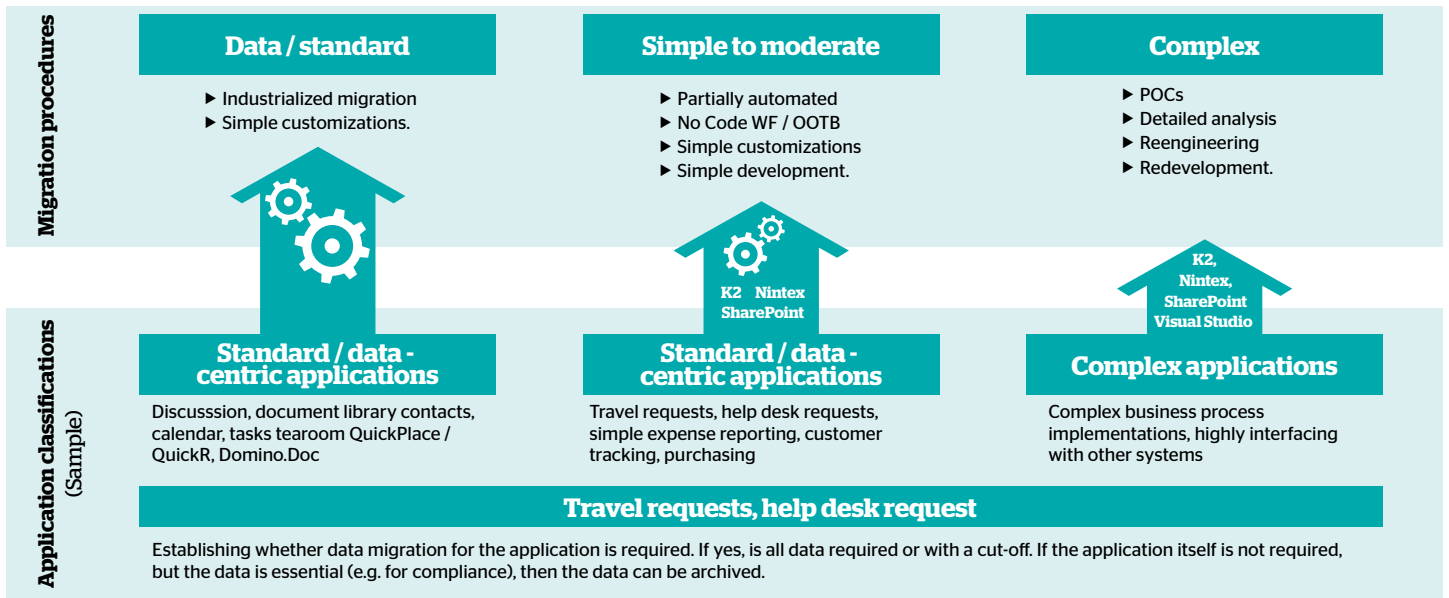 Migration procedures
Data / standard
▶ Industrialized migration
▶ Simple customizations.
Simple to moderate
▶ Partially automated
▶ No Code WF / OOTB
▶ Simple customizations
▶ Simple development.
Complex
▶ POCs
▶ Detailed analysis
▶ Reengineering
▶ Redevelopment.
K2 Nintex
SharePoint
K2,
Nintex,
SharePoint
Visual Studio
Application classifications
(Sample)
Standard / data -
centric applications
Discusssion, document library contacts,
calendar, tasks tearoom QuickPlace /
QuickR, Domino.Doc
Standard / data -
centric applications
Travel requests, help desk requests,
simple expense reporting, customer
tracking, purchasing
Complex applications
Complex business process
implementations, highly interfacing
with other systems
Travel requests, help desk request
Establishing whether data migration for the application is required. If yes, is all data required or with a cut-off. If the application itself is not required,
but the data is essential (e.g. for compliance), then the data can be archived.